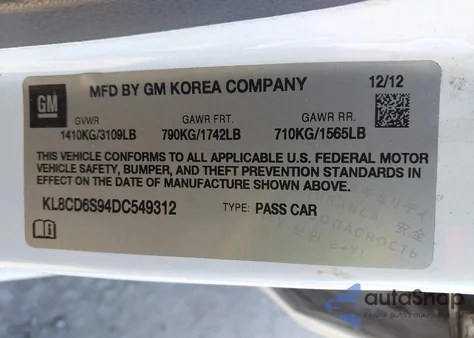 MFD BY GM KOREA COMPANY 12/12
GM
GVWR GAWR FRT. GAWR RR.
1410KG/3109LB 790KG/1742LB 710KG/1565LB
THIS VEHICLE CONFORMS TO ALL APPLICABLE U.S. FEDERAL MOTOR
VEHICLE SAFETY, BUMPER, AND THEFT PREVENTION STANDARDS IN
EFFECT ON THE DATE OF MANUFACTURE SHOWN ABOVE.
KL8CD6S94DC549312 TYPE: PASS CAR
安全
autoSnap